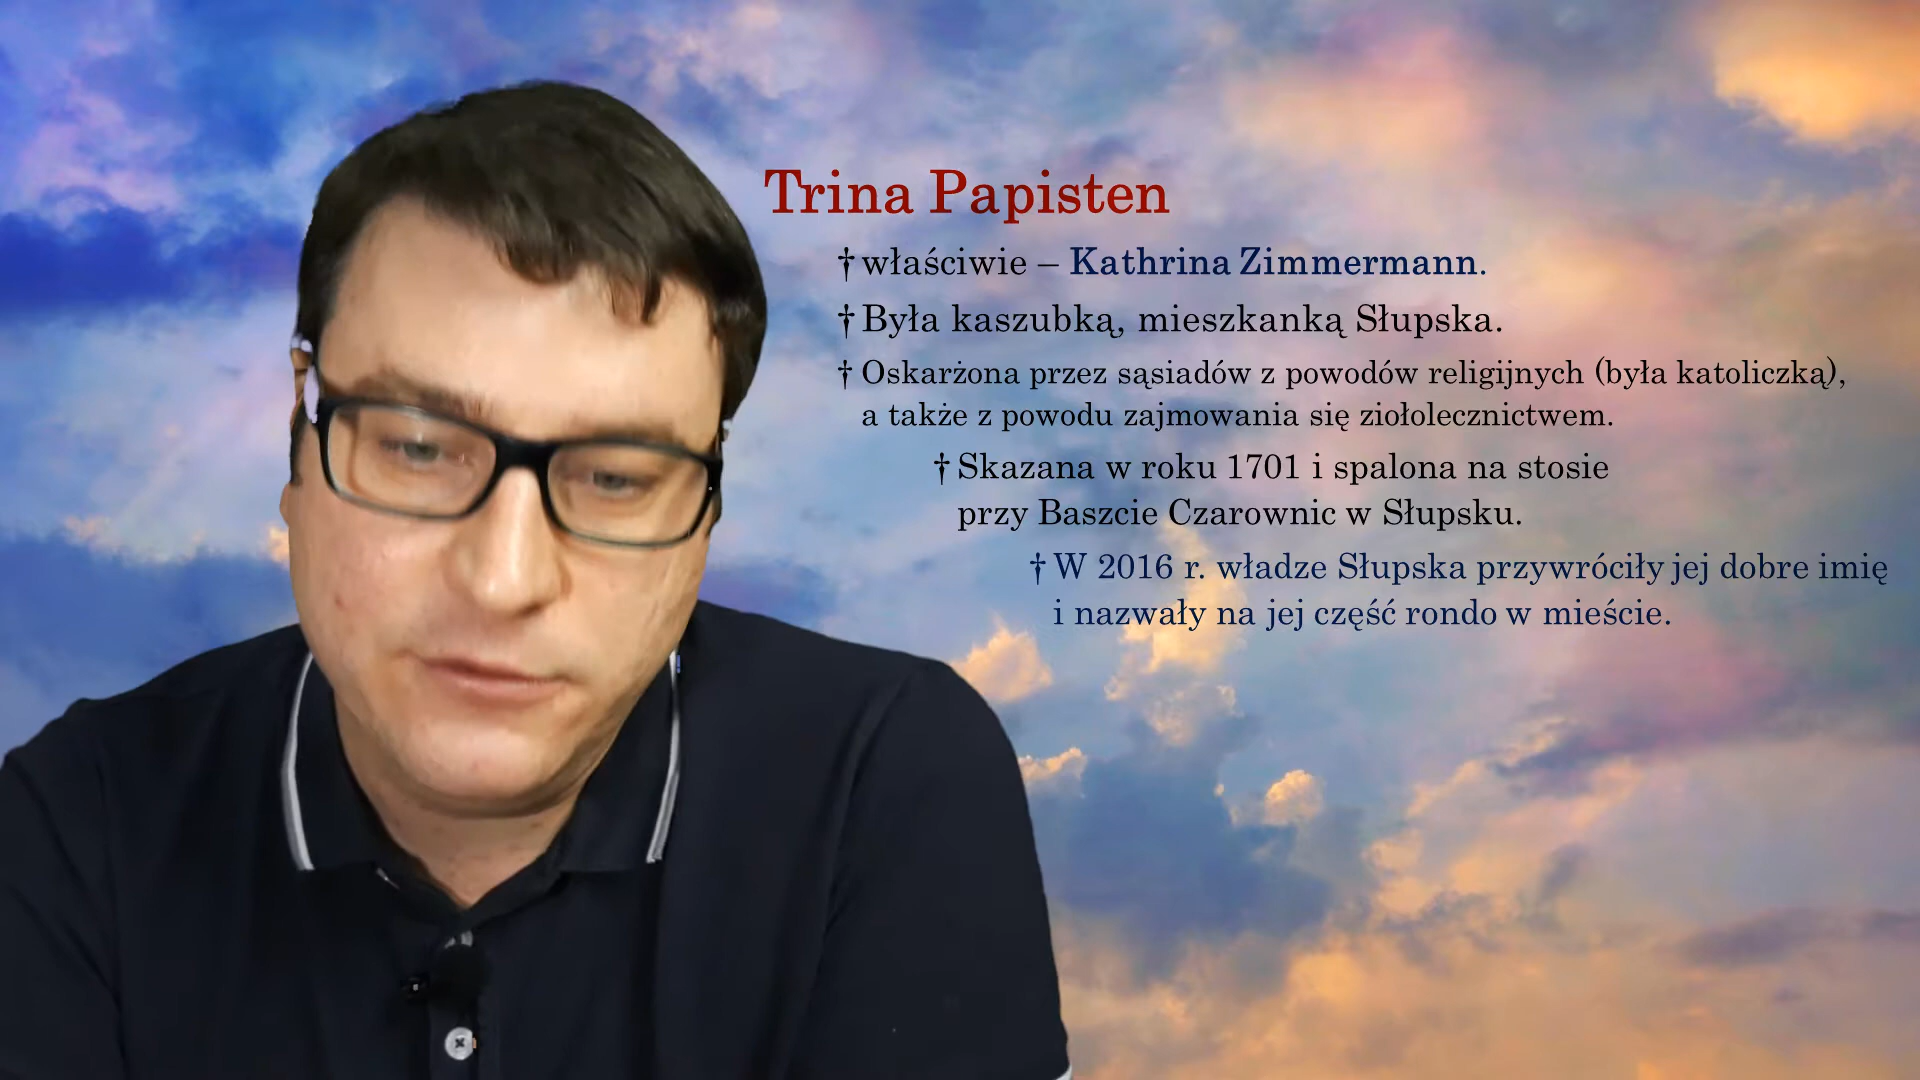 Trina Papisten
† właściwie – Kathrina Zimmermann.
† Była kaszubką, mieszkanką Słupska.
† Oskarżona przez sąsiadów z powodów religijnych (była katoliczką),
a także z powodu zajmowania się ziołolecznictwem.
† Skazana w roku 1701 i spalona na stosie
przy Baszcie Czarownic w Słupsku.
† W 2016 r. władze Słupska przywróciły jej dobre imię
i nazwały na jej część rondo w mieście.